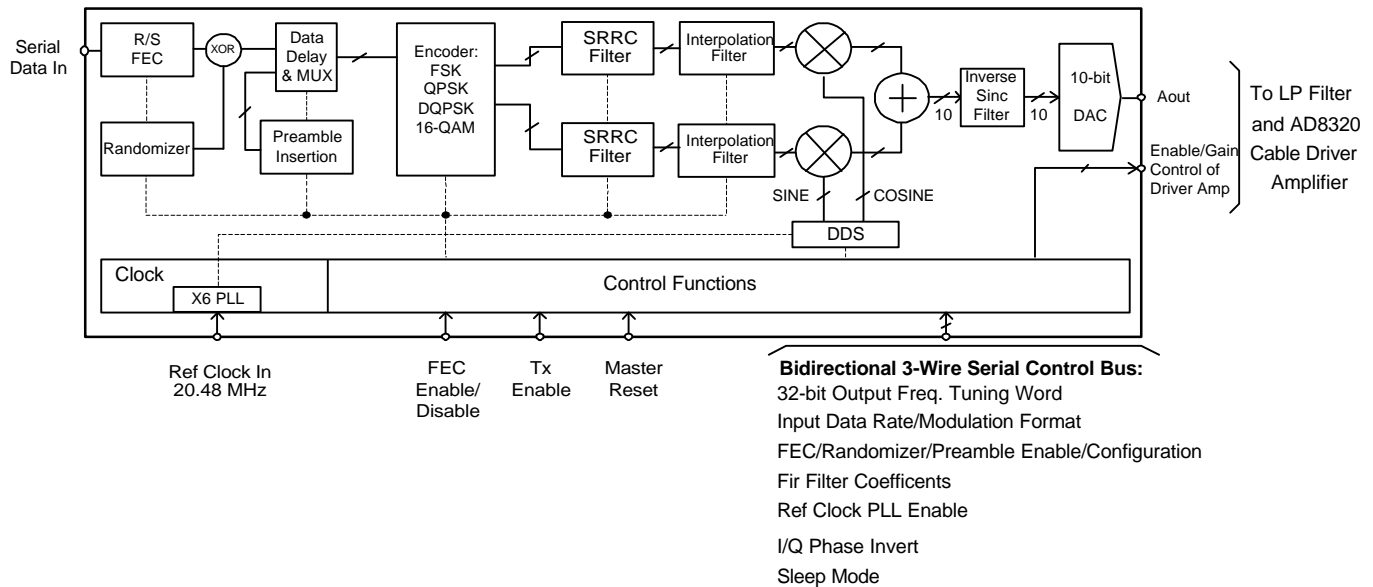 Serial
Data In
R/S
FEC
XOR
Data
Delay
& MUX
Randomizer
Preamble
Insertion
Encoder:
FSK
QPSK
DQPSK
16-QAM
SRRC
Filter
Interpolation
Filter
SRRC
Filter
Interpolation
Filter
SINE
COSINE
DDS
10
Inverse
Sinc
Filter
10
10-bit
DAC
Aout
Enable/Gain
Control of
Driver Amp
To LP Filter
and AD8320
Cable Driver
Amplifier
Clock
X6 PLL
Control Functions
Ref Clock In
20.48 MHz
FEC
Enable/
Disable
Tx
Enable
Master
Reset
Bidirectional 3-Wire Serial Control Bus:
32-bit Output Freq. Tuning Word
Input Data Rate/Modulation Format
FEC/Randomizer/Preamble Enable/Configuration
Fir Filter Coefficents
Ref Clock PLL Enable
I/Q Phase Invert
Sleep Mode